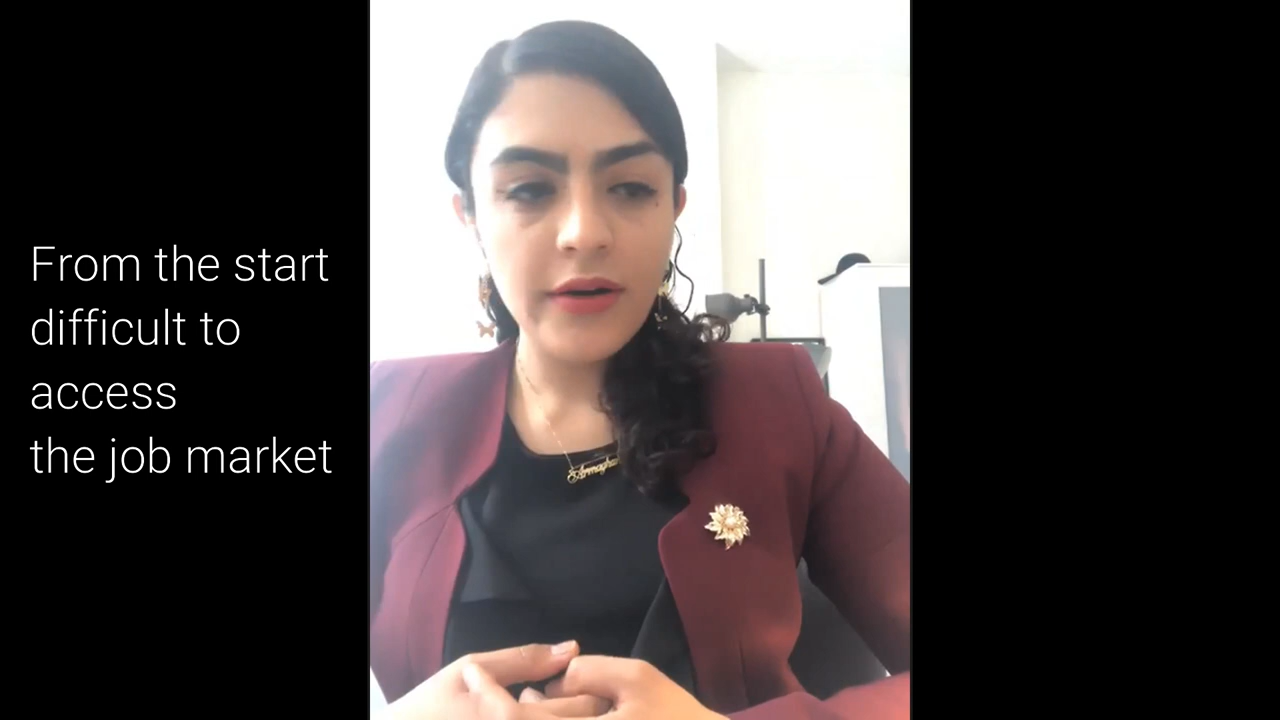 From the start
difficult to
access
the job market